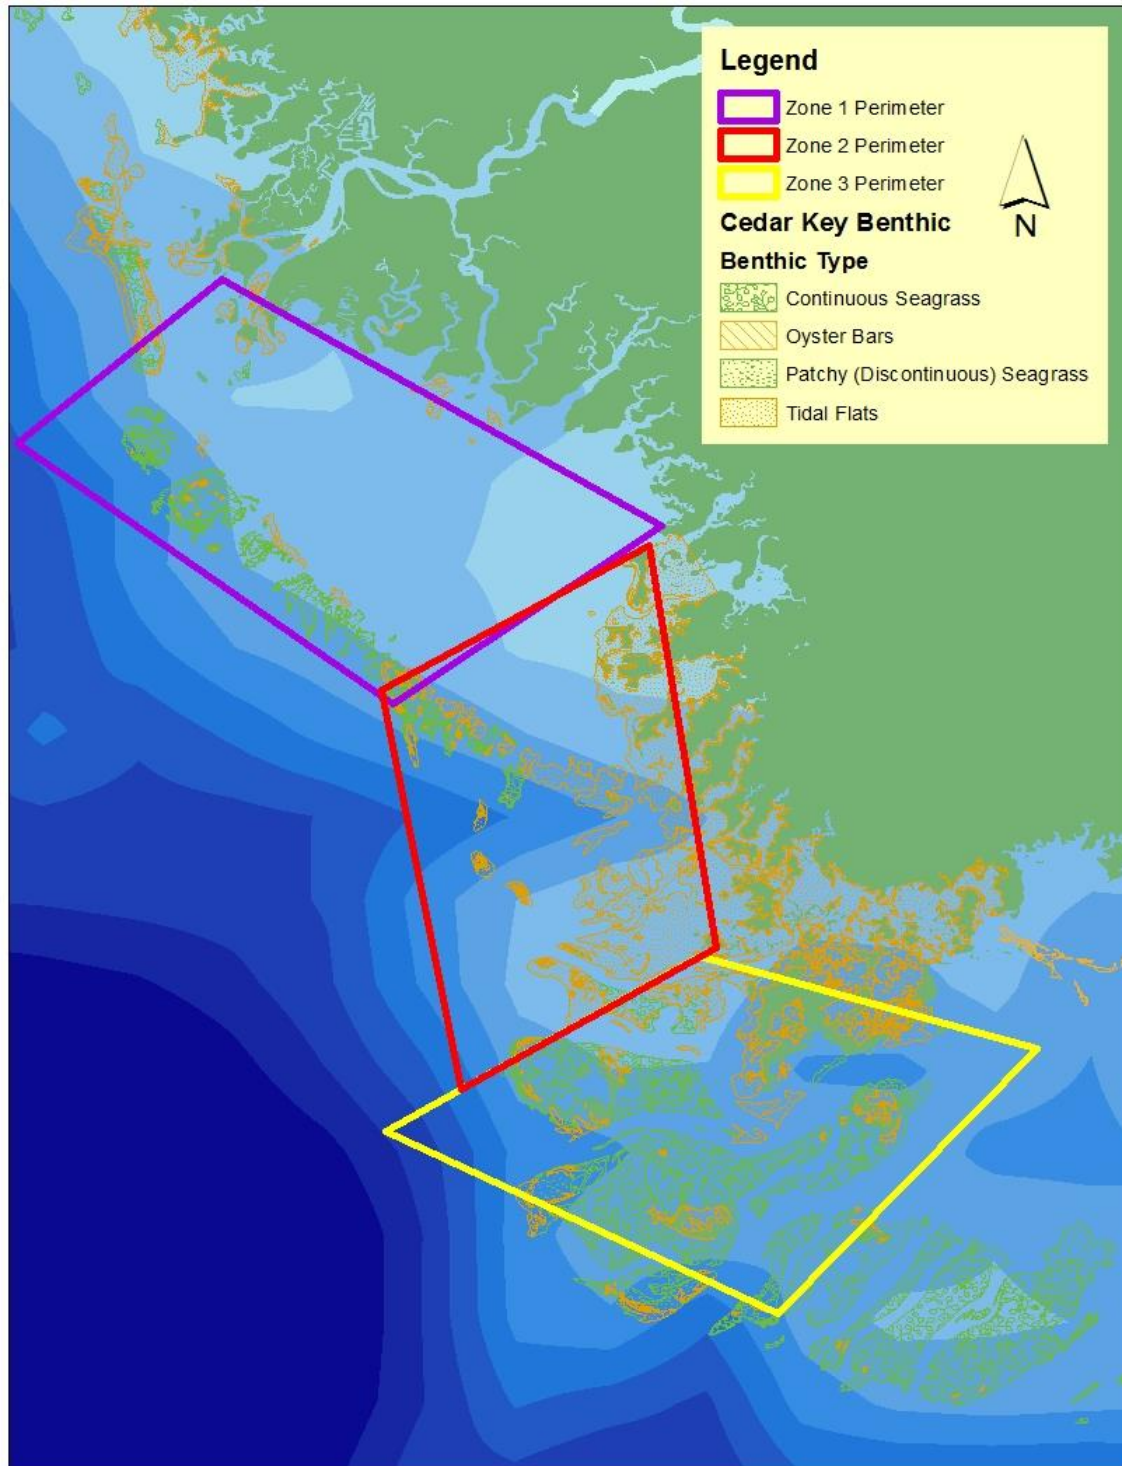 Legend
Zone 1 Perimeter
Zone 2 Perimeter
Zone 3 Perimeter
N
Cedar Key Benthic
Benthic Type
Continuous Seagrass
Oyster Bars
Patchy (Discontinuous) Seagrass
Tidal Flats